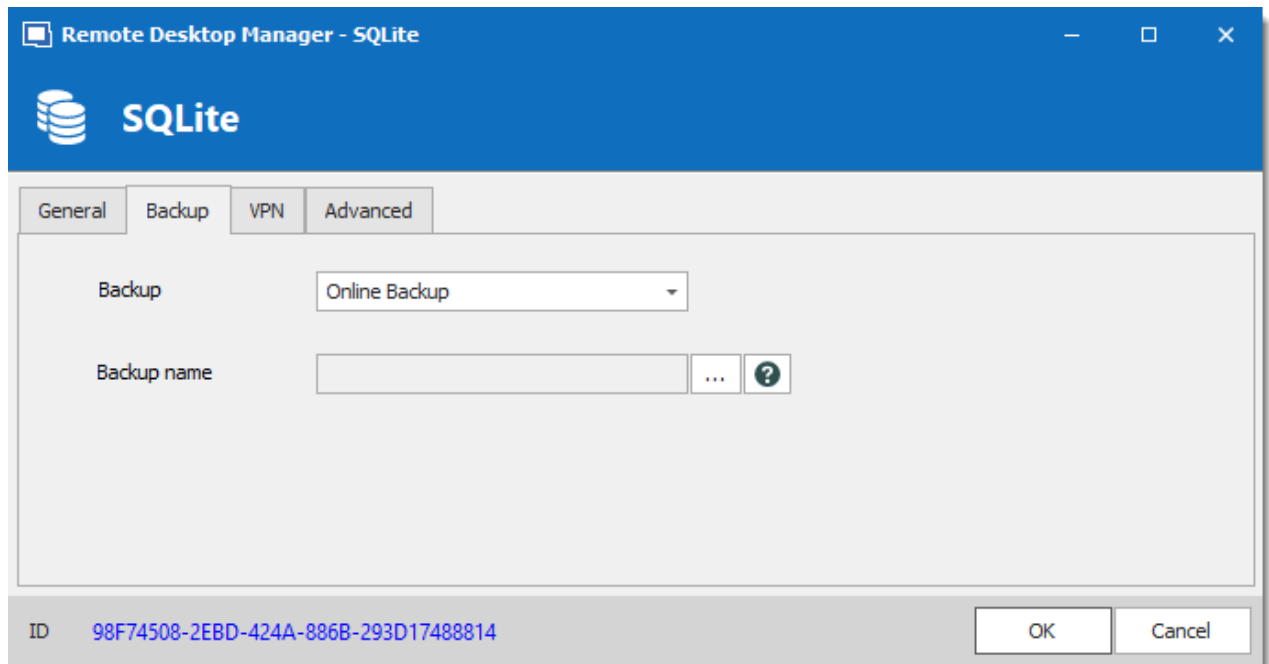 Remote Desktop Manager - SQLite
SQLite
General Backup VPN Advanced
Backup Online Backup
Backup name ... ?
ID 98F74508-2EBD-424A-886B-293D17488814 OK Cancel